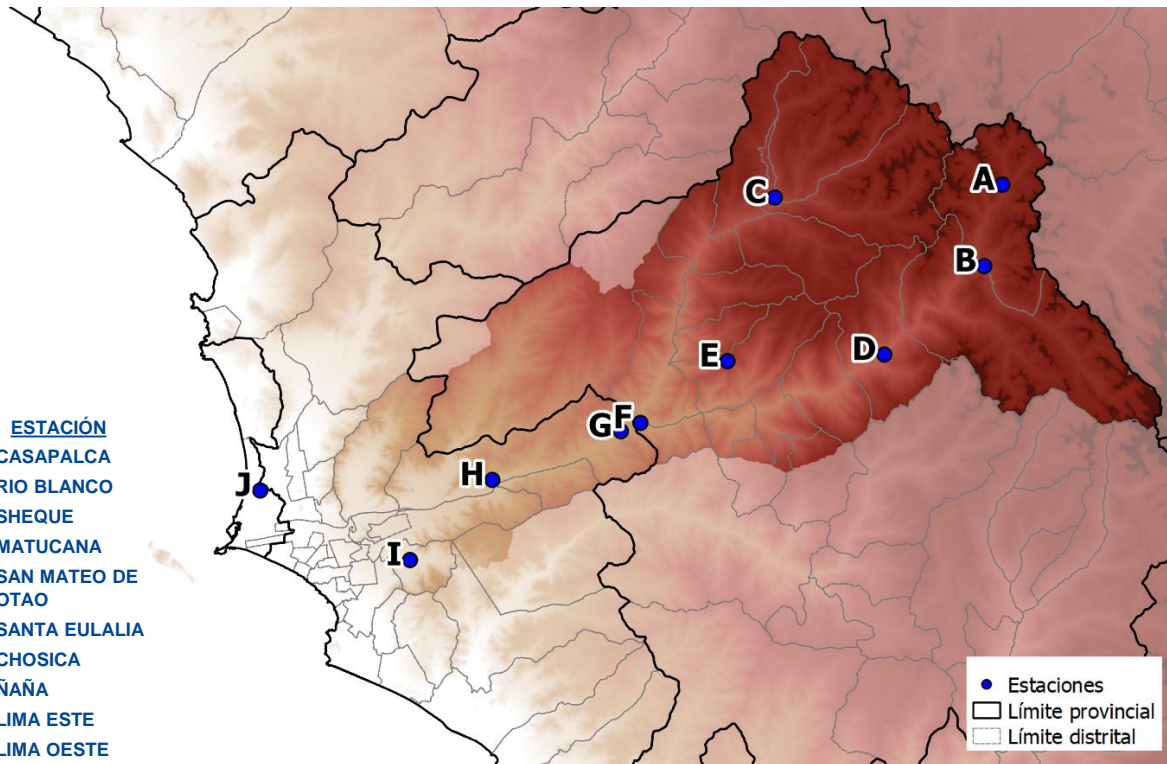 ESTACIÓN
CASAPALCA
RIO BLANCO
SHEQUE
MATUCANA
SAN MATEO DE
OTAO
SANTA EULALIA
CHOSICA
ÑAÑA
LIMA ESTE
LIMA OESTE
A
C
B
D
E
F
G
H
J
I
Estaciones
Límite provincial
Límite distrital